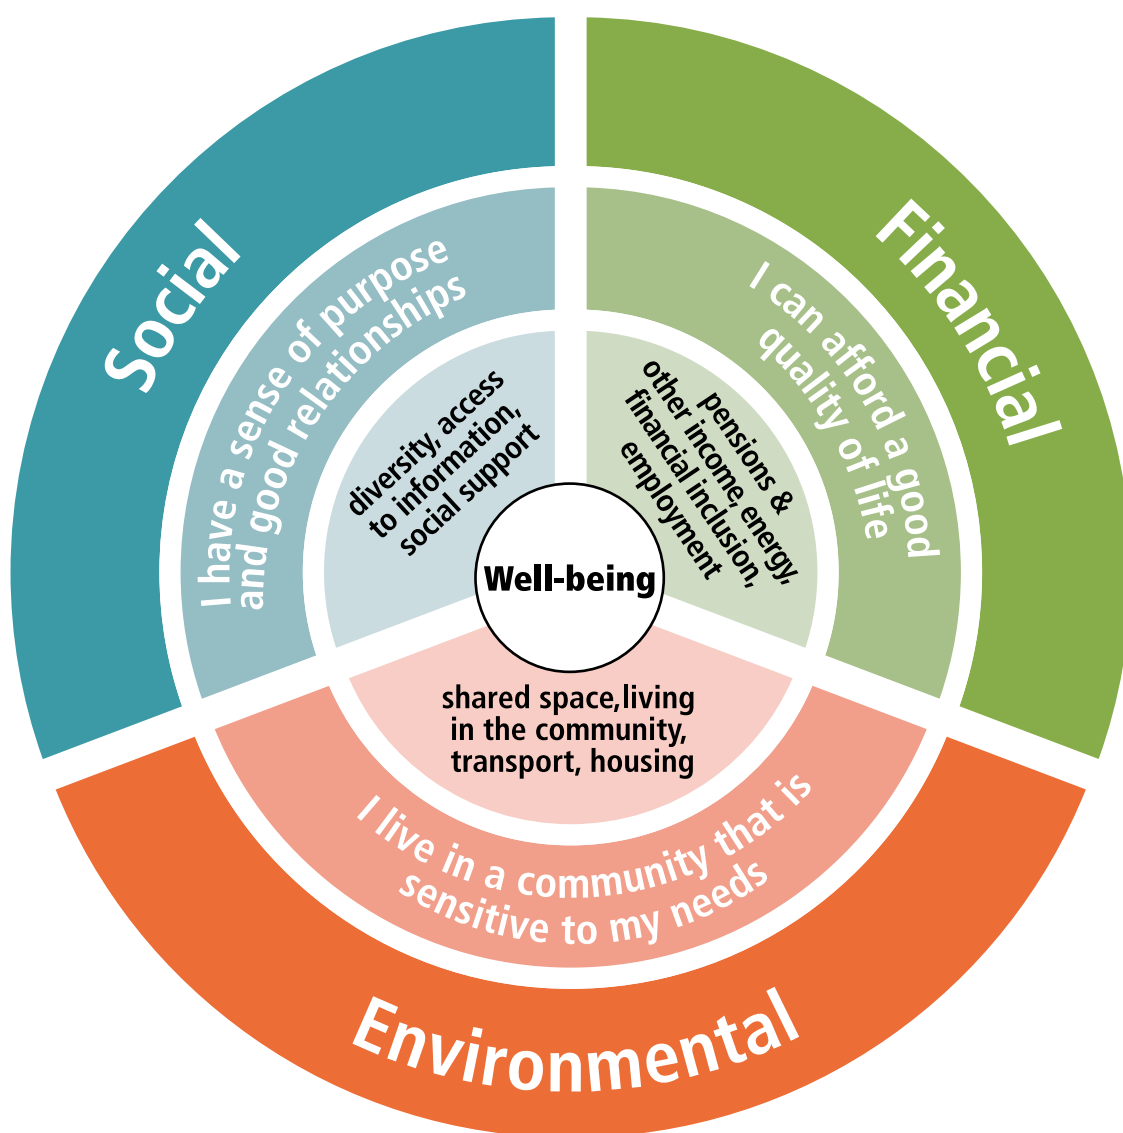 Social
I have a sense of purpose
and good relationships
diversity, access
to information,
social support
Financial
I can afford a good
quality of life
pensions &
other income, energy,
financial inclusion,
employment
Well-being
shared space,living
in the community,
transport, housing
I live in a community that is
sensitive to my needs
Environmental